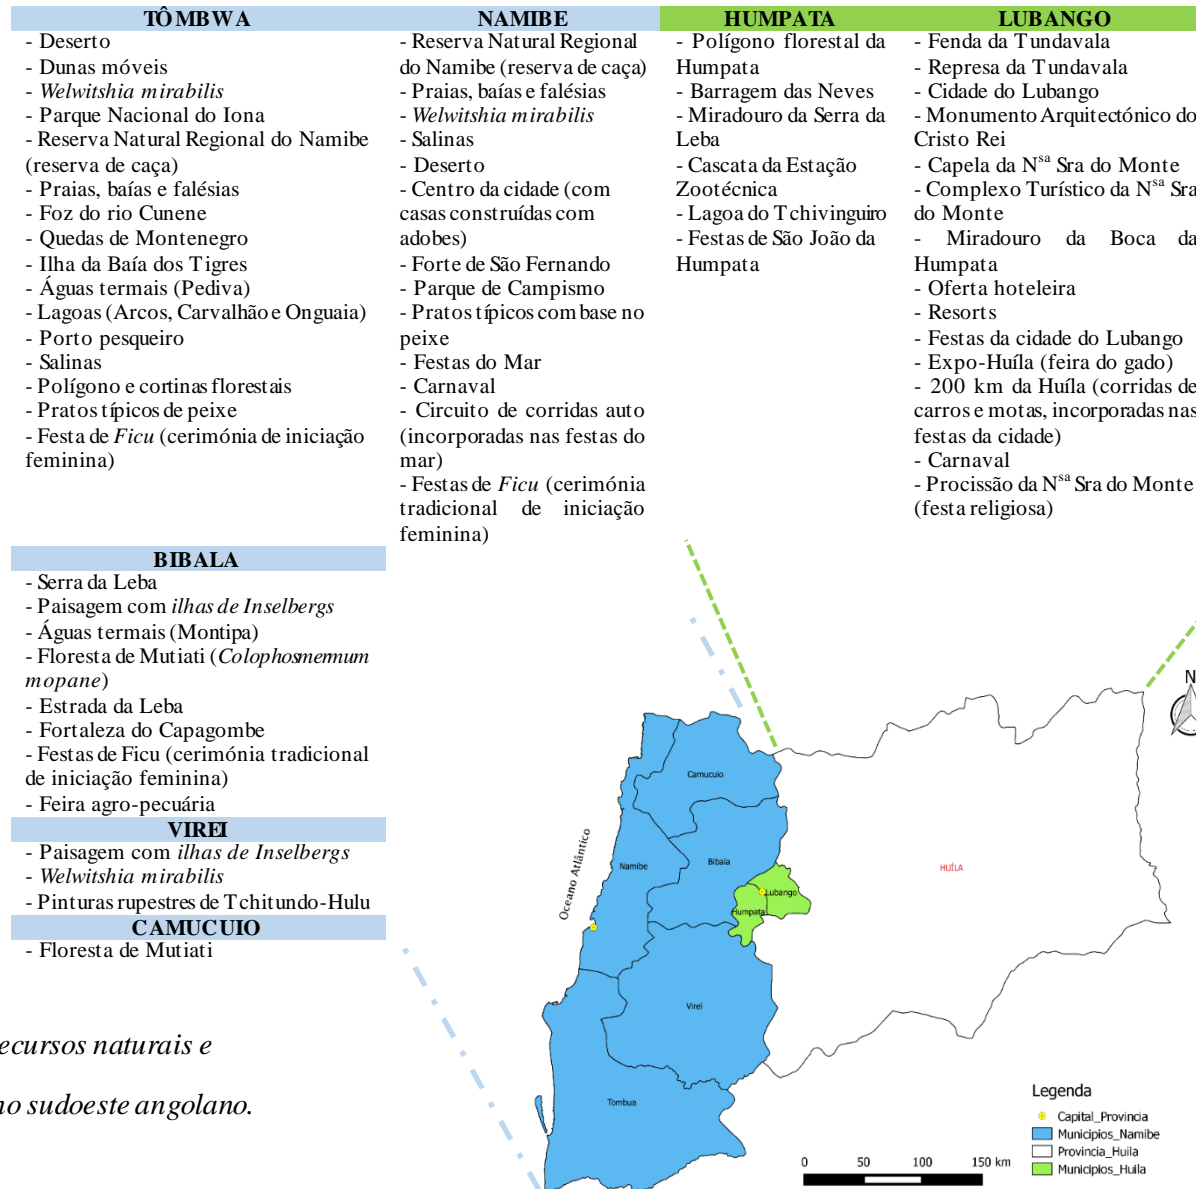 TÔMBWA
- Deserto
- Dunas móveis
- Welwitshia mirabilis
- Parque Nacional do Iona
- Reserva Natural Regional do Namibe
(reserva de caça)
- Praias, baías e falésias
- Foz do rio Cunene
- Quedas de Montenegro
- Ilha da Baía dos Tigres
- Águas termais (Pediva)
- Lagoas (Arcos, Carvalhão e Onguaia)
- Porto pesqueiro
- Salinas
- Polígono e cortinas florestais
- Pratos típicos de peixe
- Festa de Ficu (cerimónia de iniciação
feminina)
NAMIBE
- Reserva Natural Regional
do Namibe (reserva de caça)
- Praias, baías e falésias
- Welwitshia mirabilis
- Salinas
- Deserto
- Centro da cidade (com
casas construídas com
adobes)
- Forte de São Fernando
- Parque de Campismo
- Pratos típicos com base no
peixe
- Festas do Mar
- Carnaval
- Circuito de corridas auto
(incorporadas nas festas do
mar)
- Festas de Ficu (cerimónia
tradicional de iniciação
feminina)
HUMPATA
- Polígono florestal da
Humpata
- Barragem das Neves
- Miradouro da Serra da
Leba
- Cascata da Estação
Zootécnica
- Lagoa do Tchivinguiro
- Festas de São João da
Humpata
LUBANGO
- Fenda da Tundavala
- Represa da Tundavala
- Cidade do Lubango
- Monumento Arquitectónico do
Cristo Rei
- Capela da Nsa Sra do Monte
- Complexo Turístico da Nsa Sra
do Monte
- Miradouro da Boca da
Humpata
- Oferta hoteleira
- Resorts
- Festas da cidade do Lubango
- Expo-Huíla (feira do gado)
- 200 km da Huíla (corridas de
carros e motas, incorporadas nas
festas da cidade)
- Carnaval
- Procissão da Nsa Sra do Monte
(festa religiosa)
BIBALA
- Serra da Leba
- Paisagem com ilhas de Inselbergs
- Águas termais (Montipa)
- Floresta de Mutiati (Colophosmernum
mopane)
- Estrada da Leba
- Fortaleza do Capagombe
- Festas de Ficu (cerimónia tradicional
de iniciação feminina)
- Feira agro-pecuária
VIREI
- Paisagem com ilhas de Inselbergs
- Welwitshia mirabilis
- Pinturas rupestres de Tchitundo-Hulu
CAMUCUIO
- Floresta de Mutiati
ecursos naturais e
no sudoeste angolano.
N
Camucuio
Oceano Atlântico
Namibe
Bibala
Lubango
Humpata
HUÍLA
Virei
Tombua
Legenda
Capital_Provincia
Municipios_Namibe
Provincia_Huila
Municipios_Huila
0 50 100 150 km